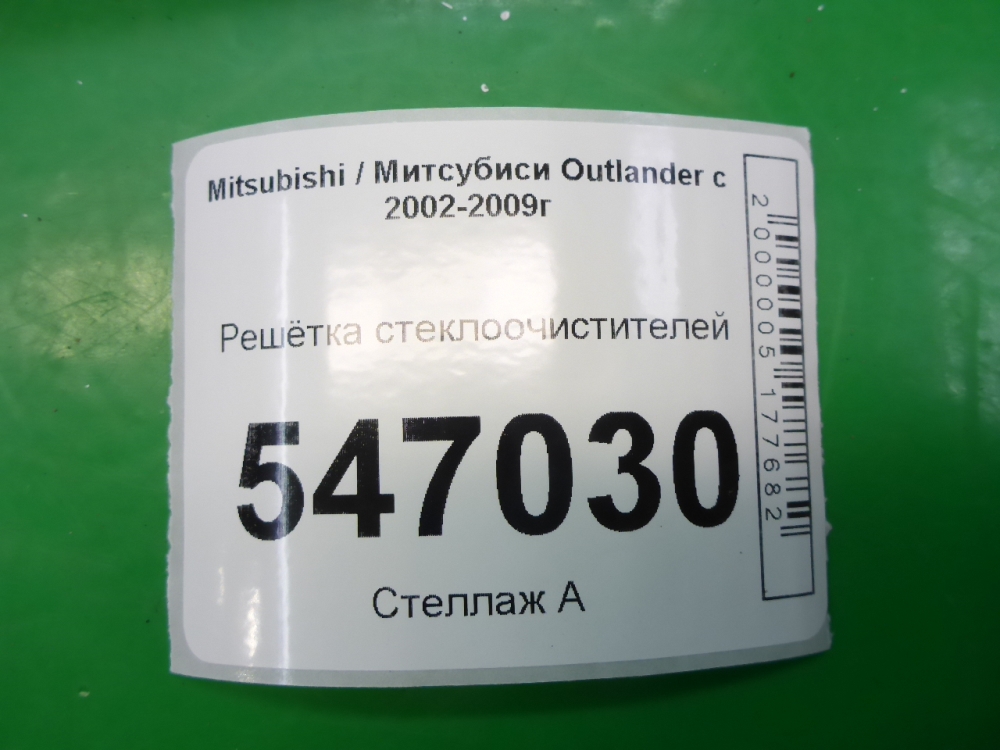 Mitsubishi / Митсубиси Outlander с
2002-2009г
Решётка стеклоочистителей
547030
Стеллаж А
2000005177682